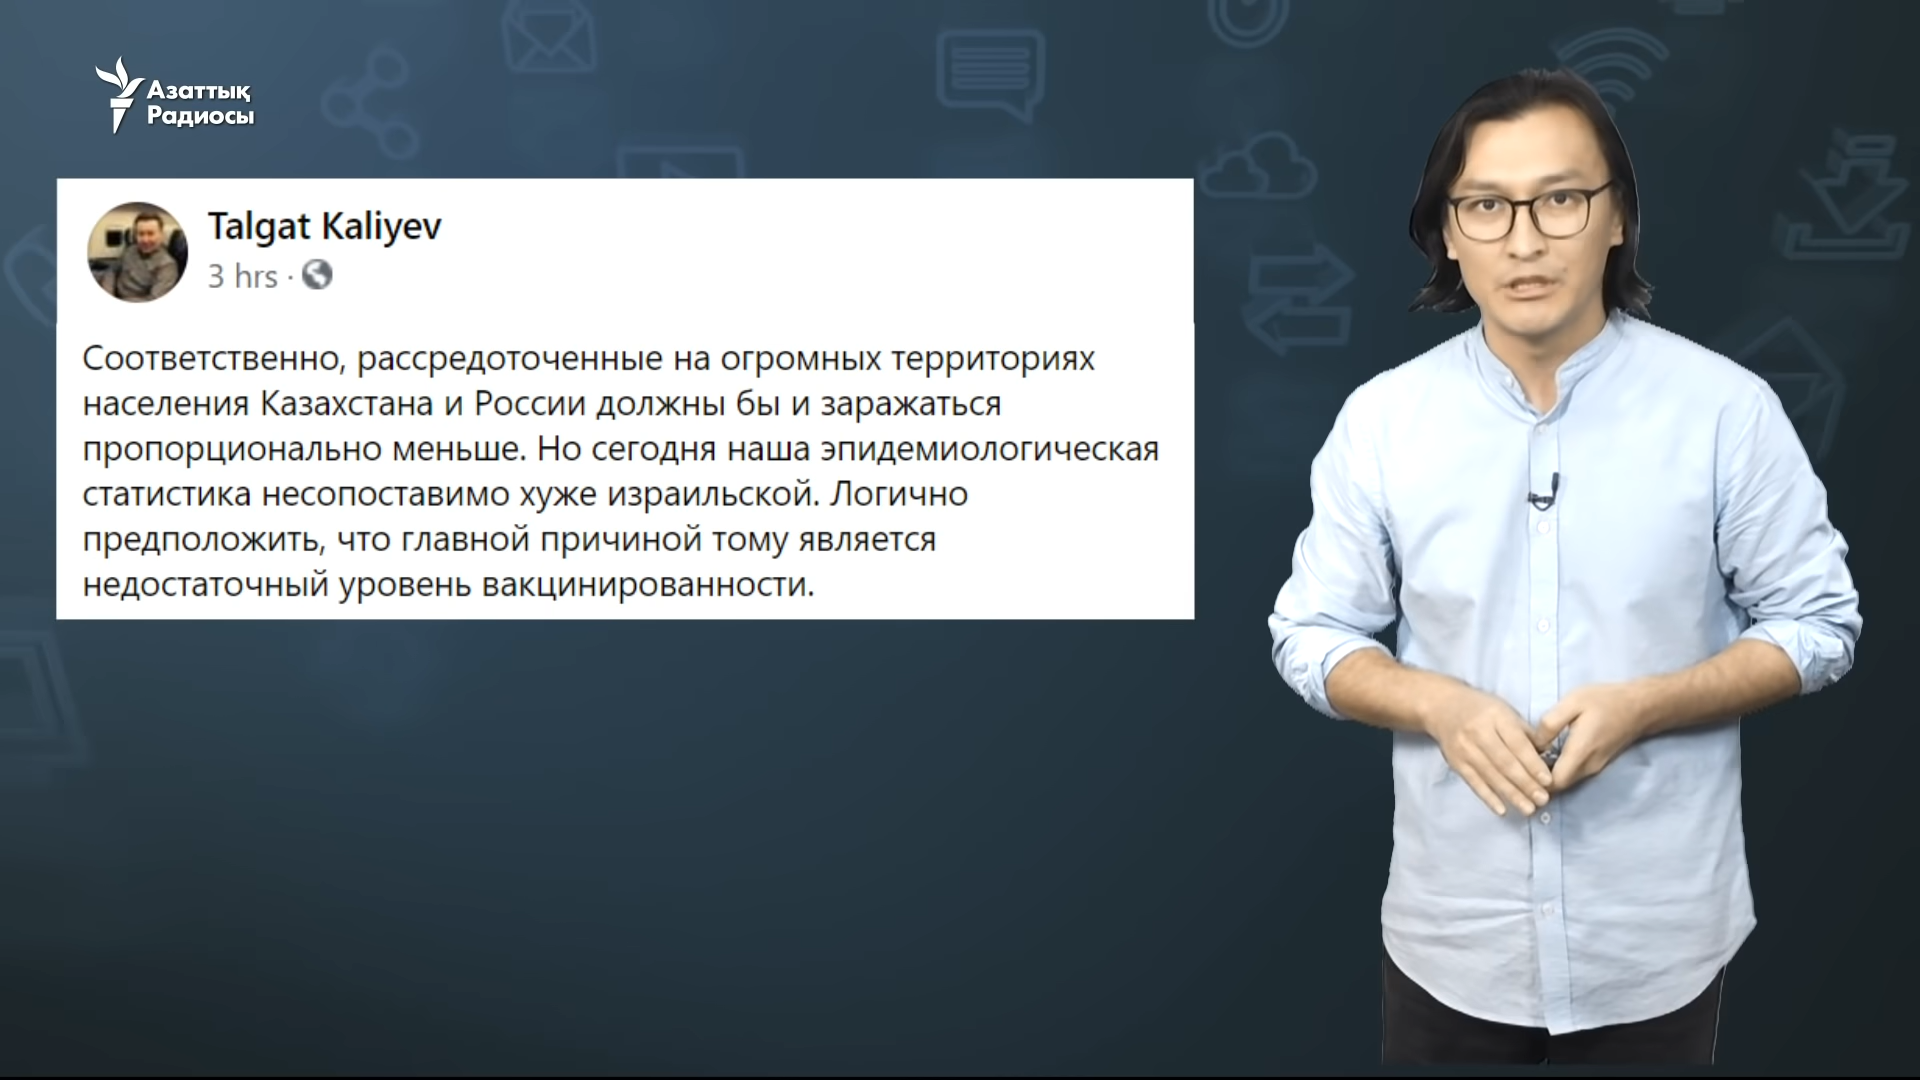 Азаттық
Радиосы
Talgat Kaliyev
3 hrs ·
Соответственно, рассредоточенные на огромных территориях
населения Казахстана и России должны бы и заражаться
пропорционально меньше. Но сегодня наша эпидемиологическая
статистика несопоставимо хуже израильской. Логично
предположить, что главной причиной тому является
недостаточный уровень вакцинированности.